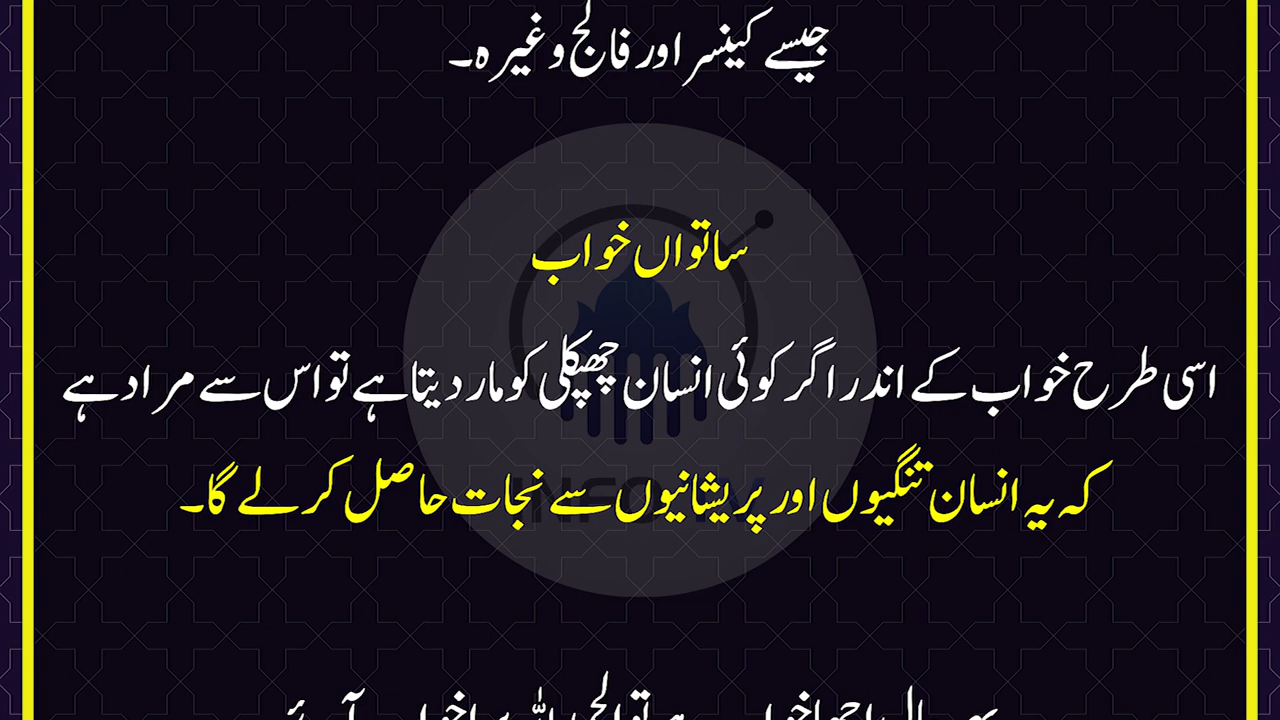 جیسے کینسر اور فالج وغیرہ۔
ساتواں خواب
اسی طرح خواب کے اندر اگر کوئی انسان چھپکلی کو مار دیتا ہے تو اس سے مراد ہے
کہ یہ انسان تنگیوں اور پریشانیوں سے نجات حاصل کر لے گا۔